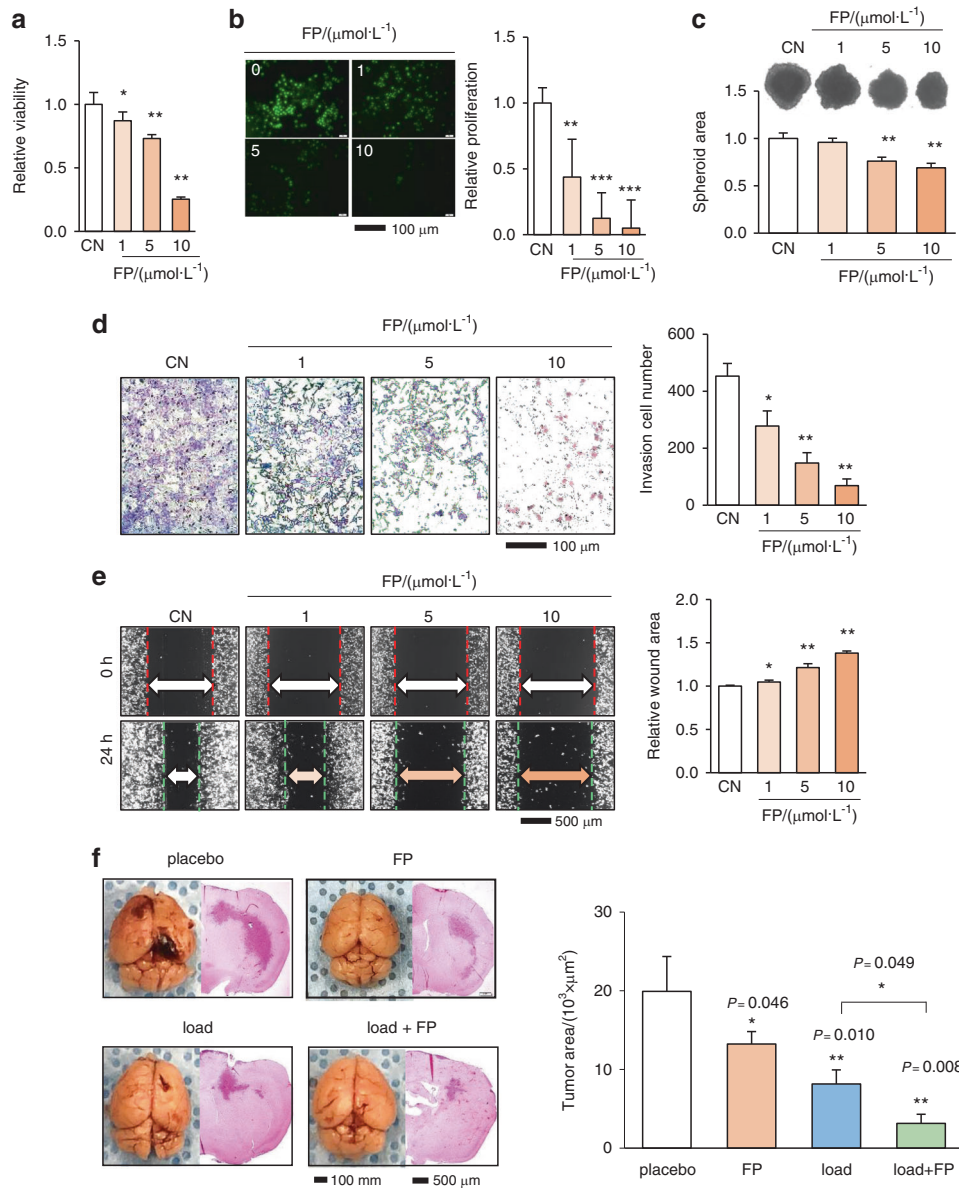 a
Relative viability
1.5
1.0
0.5
0.0
*
**
**
CN
1
5
10
FP/(μmol·L⁻¹)
b
FP/(μmol·L⁻¹)
0
1
5
10
100 μm
Relative proliferation
1.5
1.0
0.5
0.0
**
***
***
CN
1
5
10
FP/(μmol·L⁻¹)
c
FP/(μmol·L⁻¹)
CN
1
5
10
Spheroid area
1.5
1.0
0.5
0.0
**
**
CN
1
5
10
FP/(μmol·L⁻¹)
d
FP/(μmol·L⁻¹)
CN
1
5
10
100 μm
Invasion cell number
600
400
200
0
*
**
**
CN
1
5
10
FP/(μmol·L⁻¹)
e
FP/(μmol·L⁻¹)
CN
1
5
10
0 h
24 h
500 μm
Relative wound area
2.0
1.5
1.0
0.5
0.0
*
**
**
CN
1
5
10
FP/(μmol·L⁻¹)
f
placebo
FP
load
load + FP
100 mm
500 μm
Tumor area/(10³×μm²)
30
20
10
0
P = 0.046
*
P = 0.049
*
P = 0.010
**
P = 0.008
**
placebo
FP
load
load+FP